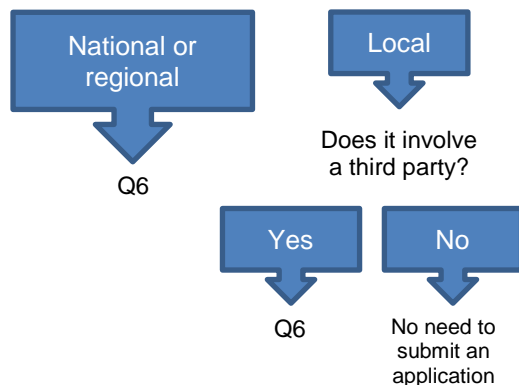 National or
regional
Local
Q6
Does it involve
a third party?
Yes
No
Q6
No need to
submit an
application